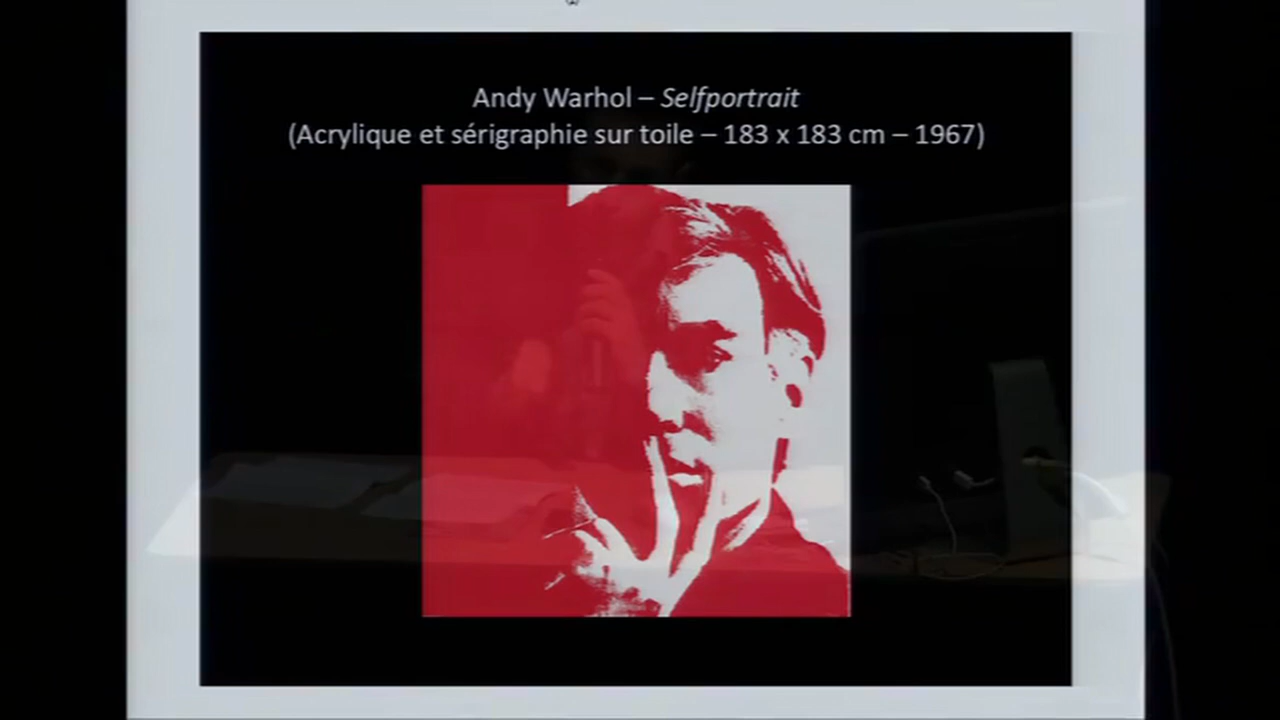 Andy Warhol – Selfportrait
(Acrylique et sérigraphie sur toile – 183 x 183 cm – 1967)